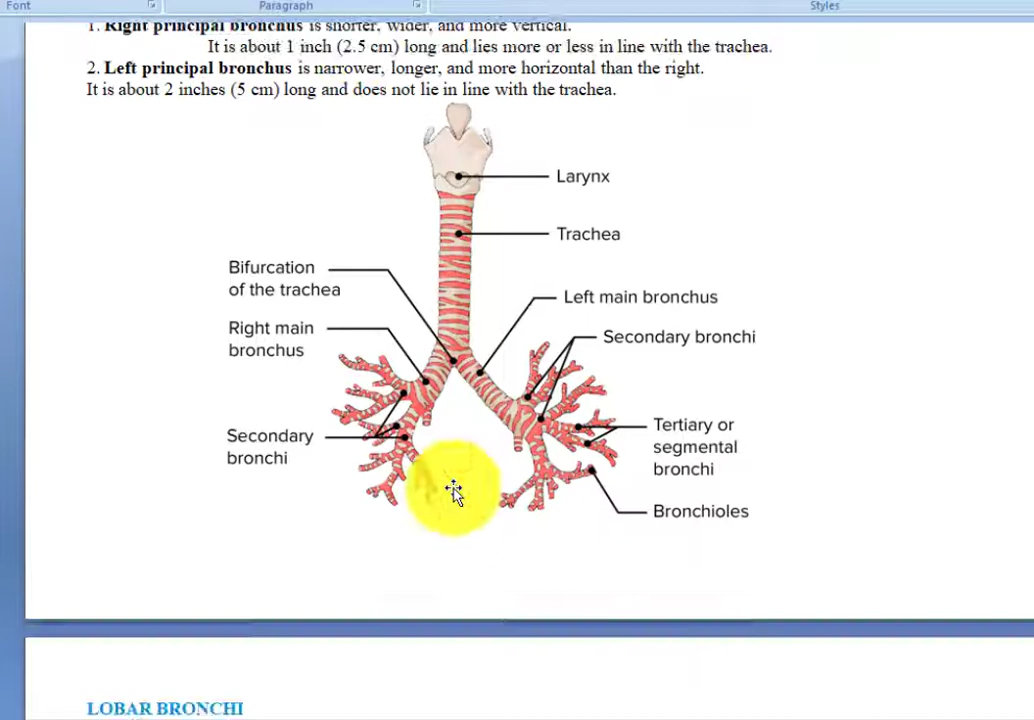 Font Paragraph Styles
1. Right principal bronchus is shorter, wider, and more vertical.
It is about 1 inch (2.5 cm) long and lies more or less in line with the trachea.
2. Left principal bronchus is narrower, longer, and more horizontal than the right.
It is about 2 inches (5 cm) long and does not lie in line with the trachea.
Larynx
Trachea
Bifurcation
of the trachea
Left main bronchus
Right main
bronchus
Secondary bronchi
Secondary
bronchi
Tertiary or
segmental
bronchi
Bronchioles
LOBAR BRONCHI